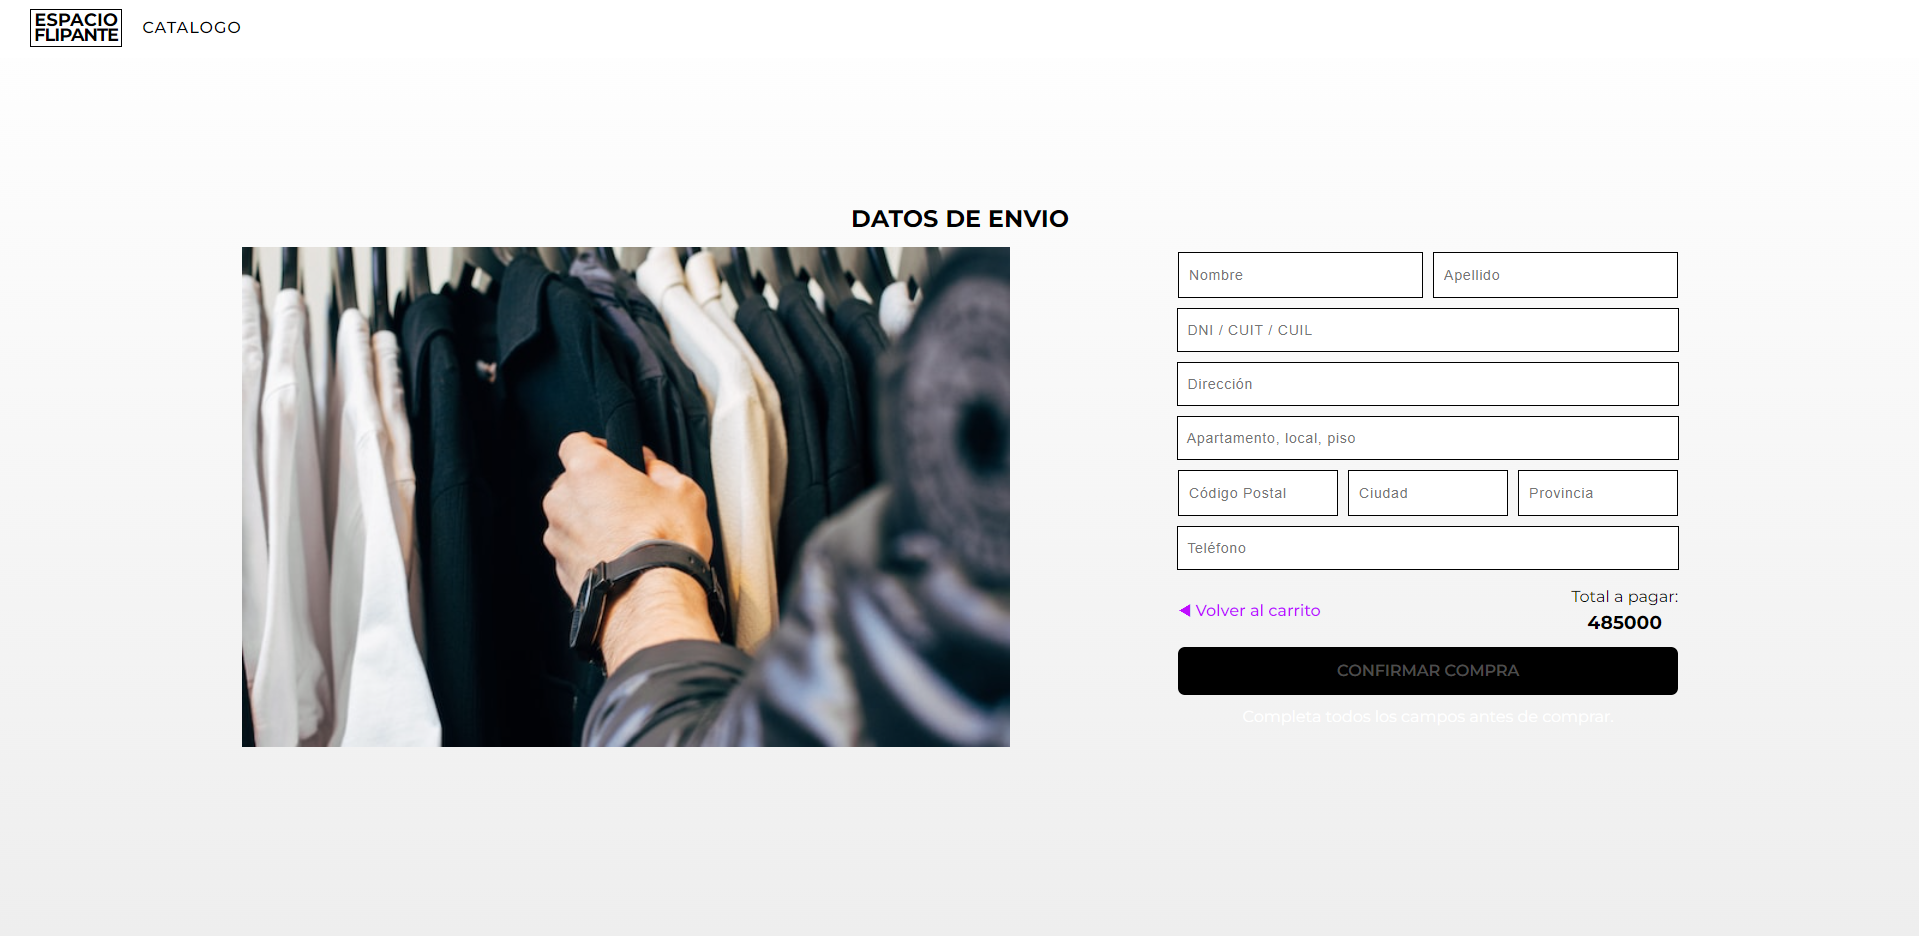 ESPACIO
FLIPANTE
CATALOGO
DATOS DE ENVIO
Nombre
Apellido
DNI / CUIT / CUIL
Dirección
Apartamento, local, piso
Código Postal
Ciudad
Provincia
Teléfono
◀ Volver al carrito
Total a pagar:
485000
CONFIRMAR COMPRA
Completa todos los campos antes de comprar.